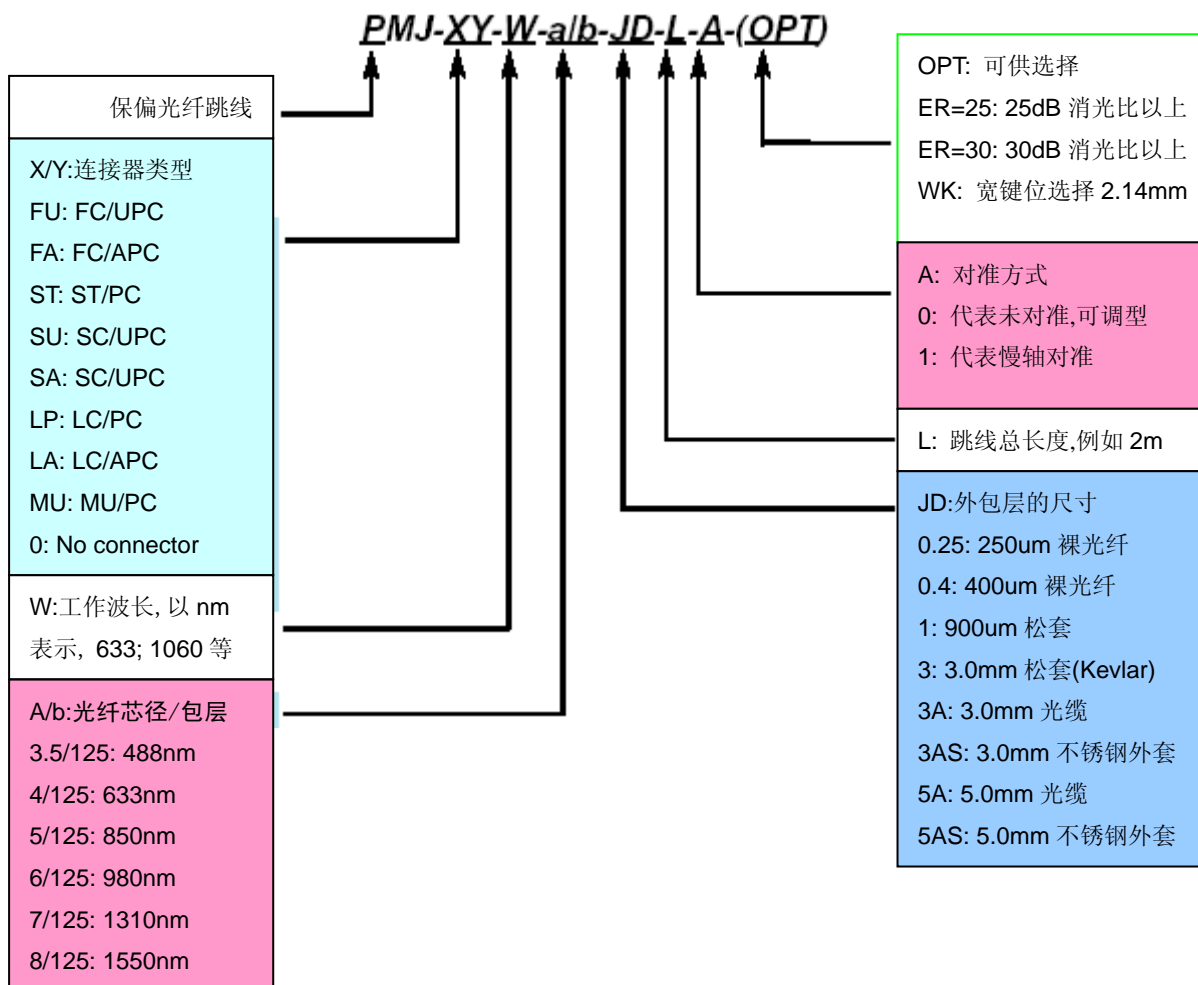 PMJ-XY-W-a/b-JD-L-A-(OPT)
保偏光纤跳线
X/Y:连接器类型
FU: FC/UPC
FA: FC/APC
ST: ST/PC
SU: SC/UPC
SA: SC/UPC
LP: LC/PC
LA: LC/APC
MU: MU/PC
0: No connector
W:工作波长, 以 nm
表示, 633; 1060 等
A/b:光纤芯径/包层
3.5/125: 488nm
4/125: 633nm
5/125: 850nm
6/125: 980nm
7/125: 1310nm
8/125: 1550nm
OPT: 可供选择
ER=25: 25dB 消光比以上
ER=30: 30dB 消光比以上
WK: 宽键位选择 2.14mm
A: 对准方式
0: 代表未对准,可调型
1: 代表慢轴对准
L: 跳线总长度,例如 2m
JD:外包层的尺寸
0.25: 250um 裸光纤
0.4: 400um 裸光纤
1: 900um 松套
3: 3.0mm 松套(Kevlar)
3A: 3.0mm 光缆
3AS: 3.0mm 不锈钢外套
5A: 5.0mm 光缆
5AS: 5.0mm 不锈钢外套